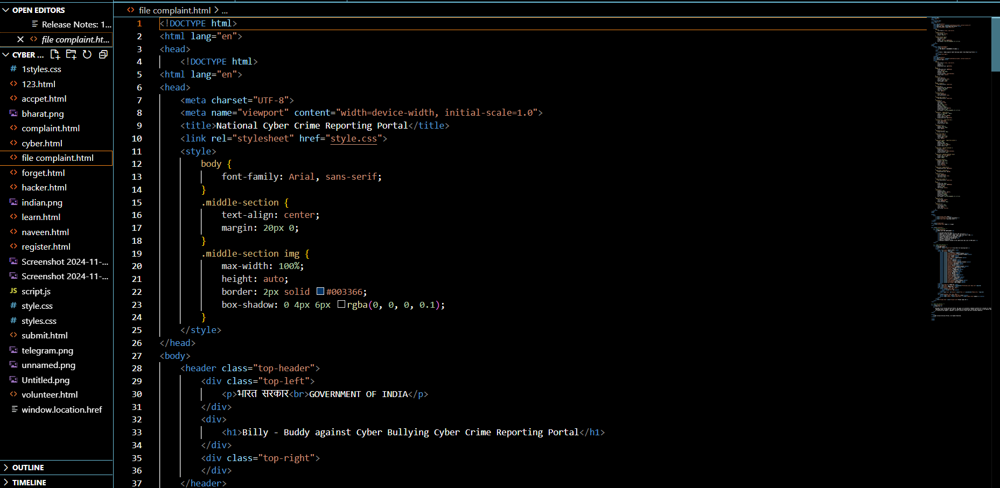 OPEN EDITORS
Release Notes: 1...
file complaint.ht...
CYBER ...
1styles.css
123.html
accpet.html
bharat.png
complaint.html
cyber.html
file complaint.html
forget.html
hacker.html
indian.png
learn.html
naveen.html
register.html
Screenshot 2024-11-...
Screenshot 2024-11-...
JS script.js
style.css
styles.css
submit.html
telegram.png
unnamed.png
Untitled.png
volunteer.html
window.location.href
OUTLINE
TIMELINE
file complaint.html > ...
1 <!DOCTYPE html>
2 <html lang="en">
3 <head>
4 <!DOCTYPE html>
5 <html lang="en">
6 <head>
7 <meta charset="UTF-8">
8 <meta name="viewport" content="width=device-width, initial-scale=1.0">
9 <title>National Cyber Crime Reporting Portal</title>
10 <link rel="stylesheet" href="style.css">
11 <style>
12 body {
13 font-family: Arial, sans-serif;
14 }
15 .middle-section {
16 text-align: center;
17 margin: 20px 0;
18 }
19 .middle-section img {
20 max-width: 100%;
21 height: auto;
22 border: 2px solid #003366;
23 box-shadow: 0 4px 6px rgba(0, 0, 0, 0.1);
24 }
25 </style>
26 </head>
27 <body>
28 <header class="top-header">
29 <div class="top-left">
30 <p>भारत सरकार<br>GOVERNMENT OF INDIA</p>
31 </div>
32 <div>
33 <h1>Billy - Buddy against Cyber Bullying Cyber Crime Reporting Portal</h1>
34 </div>
35 <div class="top-right">
36 </div>
37 </header>